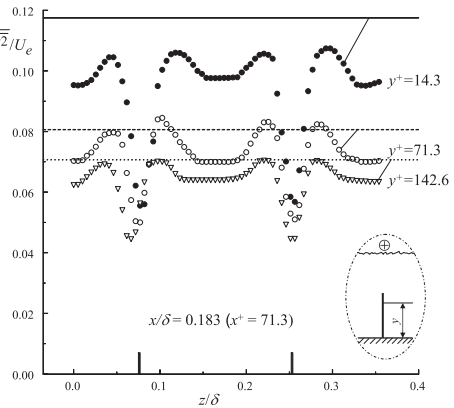 0.12
√u'²/U_e
0.10
y⁺=14.3
0.08
y⁺=71.3
0.06
y⁺=142.6
0.04
x/δ = 0.183 (x⁺ = 71.3)
y
0.02
0.00
0.0 0.1 0.2 0.3 0.4
z/δ